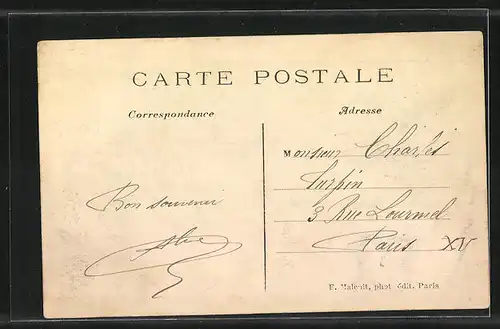 CARTE POSTALE
Correspondance
Adresse
Monsieur Charles
Turpin
3 Rue Lourmel
Paris XV
Bon souvenir
E. Malcuit, phot. édit. Paris